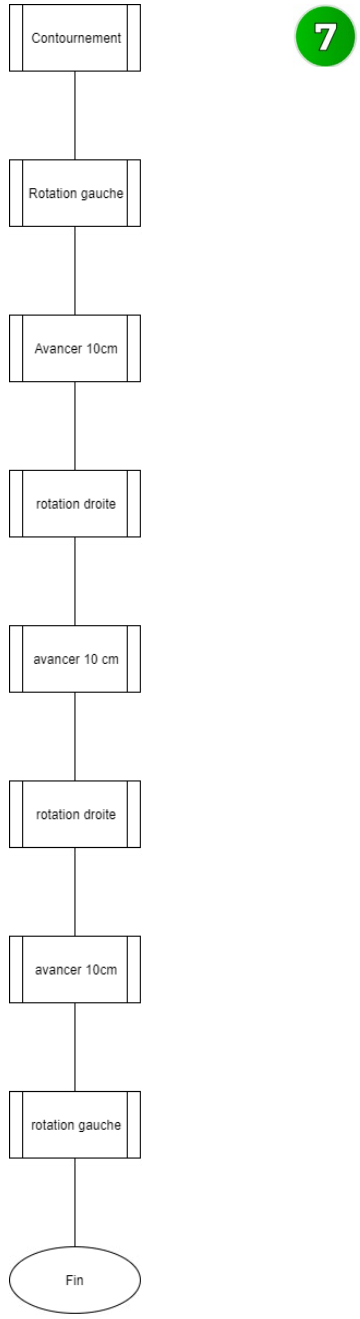 Contournement
7
Rotation gauche
Avancer 10cm
rotation droite
avancer 10 cm
rotation droite
avancer 10cm
rotation gauche
Fin